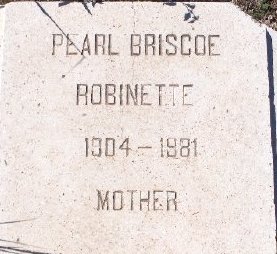 PEARL BRISCOE
ROBINETTE
1904 - 1981
MOTHER